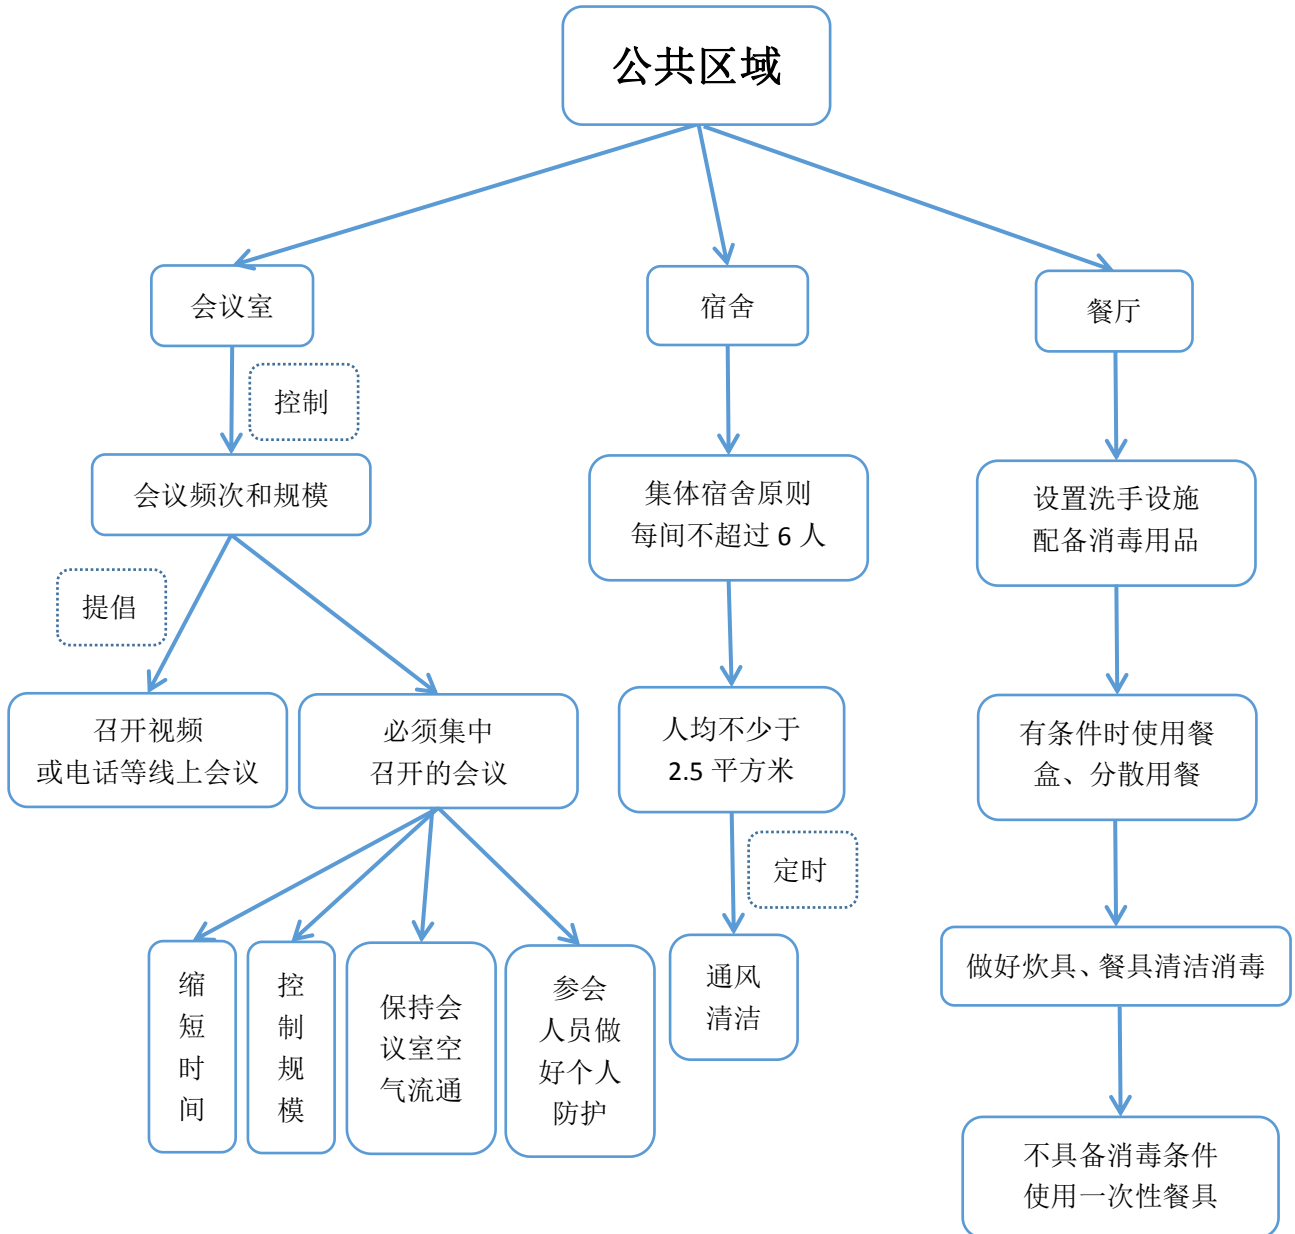 公共区域
会议室
宿舍
餐厅
控制
会议频次和规模
集体宿舍原则
每间不超过 6 人
设置洗手设施
配备消毒用品
提倡
召开视频
或电话等线上会议
必须集中
召开的会议
人均不少于
2.5 平方米
有条件时使用餐
盒、分散用餐
定时
缩
短
时
间
控
制
规
模
保持会
议室空
气流通
参会
人员做
好个人
防护
通风
清洁
做好炊具、餐具清洁消毒
不具备消毒条件
使用一次性餐具